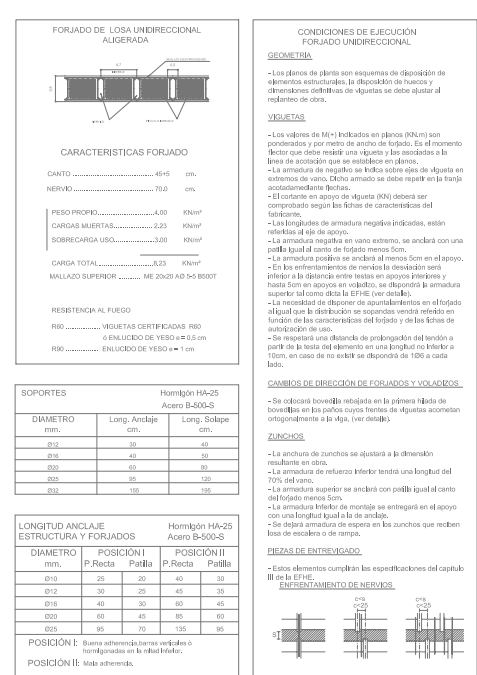 FORJADO DE LOSA UNIDIRECCIONAL
ALIGERADA
CARACTERISTICAS FORJADO
CANTO ........................... 45+5 cm.
NERVIO ........................... 70.0 cm.
PESO PROPIO....................4.00 KN/m²
CARGAS MUERTAS...........2.23 KN/m²
SOBRECARGA USO...........3.00 KN/m²
CARGA TOTAL..................8,23 KN/m²
MALLAZO SUPERIOR ......... ME 20x20 AØ 5-5 B500T
RESISTENCIA AL FUEGO
R60 ............... VIGUETAS CERTIFICADAS R60
ó ENLUCIDO DE YESO e = 0,5 cm
R90 ............... ENLUCIDO DE YESO e = 1 cm
SOPORTES Hormigón HA-25
Acero B-500-S
DIAMETRO Long. Anclaje Long. Solape
mm. cm. cm.
Ø12 30 40
Ø16 40 50
Ø20 60 80
Ø25 95 120
Ø32 155 195
LONGITUD ANCLAJE Hormigón HA-25
ESTRUCTURA Y FORJADOS Acero B-500-S
DIAMETRO POSICIÓN I POSICIÓN II
mm. P.Recta Patilla P.Recta Patilla
Ø10 25 20 40 30
Ø12 30 25 45 35
Ø16 40 30 60 45
Ø20 60 45 85 60
Ø25 95 70 135 95
POSICIÓN I: Buena adherencia,barras verticales ó
hormigonadas en la mitad inferior.
POSICIÓN II: Mala adherencia.
CONDICIONES DE EJECUCIÓN
FORJADO UNIDIRECCIONAL
GEOMETRÍA
- Los planos de planta son esquemas de disposición de
elementos estructurales, la disposición de huecos y
dimensiones definitivas de viguetas se debe ajustar al
replanteo de obra.
VIGUETAS
- Los valores de M(+) indicados en planos (KN.m) son
ponderados y por metro de ancho de forjado. Es el momento
flector que debe resistir una vigueta y las asociadas a la
línea de acotación que se establece en planos.
- La armadura de negativo se indica sobre ejes de vigueta en
extremos de vano. Dicho armado se debe repetir en la franja
acotadamediante flechas.
- El cortante en apoyo de vigueta (KN) deberá ser
comprobado según las fichas de características del
fabricante.
- Las longitudes de armadura negativa indicadas, están
referidas al eje de apoyo.
- La armadura negativa en vano extremo, se anclará con una
patilla igual al canto de forjado menos 5cm.
- La armadura positiva se anclará al menos 5cm en el apoyo.
- En los enfrentamientos de nervios la desviación será
inferior a la distancia entre testas en apoyos interiores y
hasta 5cm en apoyos en voladizo, se dispondrá la armadura
superior tal como dicta la EFHE (ver detalle).
- La necesidad de disponer de apuntalamientos en el forjado
al igual que la distribución de sopandas vendrá referido en
función de las características del forjado y de las fichas de
autorización de uso.
- Se respetará una distancia de prolongación del tendón a
partir de la testa del elemento en una longitud no inferior a
10cm, en caso de no existir se dispondrá de 1Ø6 a cada
lado.
CAMBIOS DE DIRECCIÓN DE FORJADOS Y VOLADIZOS
- Se colocará bovedilla rebajada en la primera hilada de
bovedillas en los paños cuyos frentes de viguetas acometan
ortogonalmente a la viga, (ver detalle).
ZUNCHOS
- La anchura de zunchos se ajustará a la dimensión
resultante en obra.
- La armadura de refuerzo inferior tendrá una longitud del
70% del vano.
- La armadura superior se anclará con patilla igual al canto
del forjado menos 5cm.
- La armadura inferior de montaje se entregará en el apoyo
con una longitud igual a la de anclaje.
- Se dejará armadura de espera en los zunchos que reciben
losa de escalera o de rampa.
PIEZAS DE ENTREVIGADO
- Estos elementos cumplirán las especificaciones del capitulo
III de la EFHE.
ENFRENTAMIENTO DE NERVIOS
c<s c<s
c<25 c<25
S